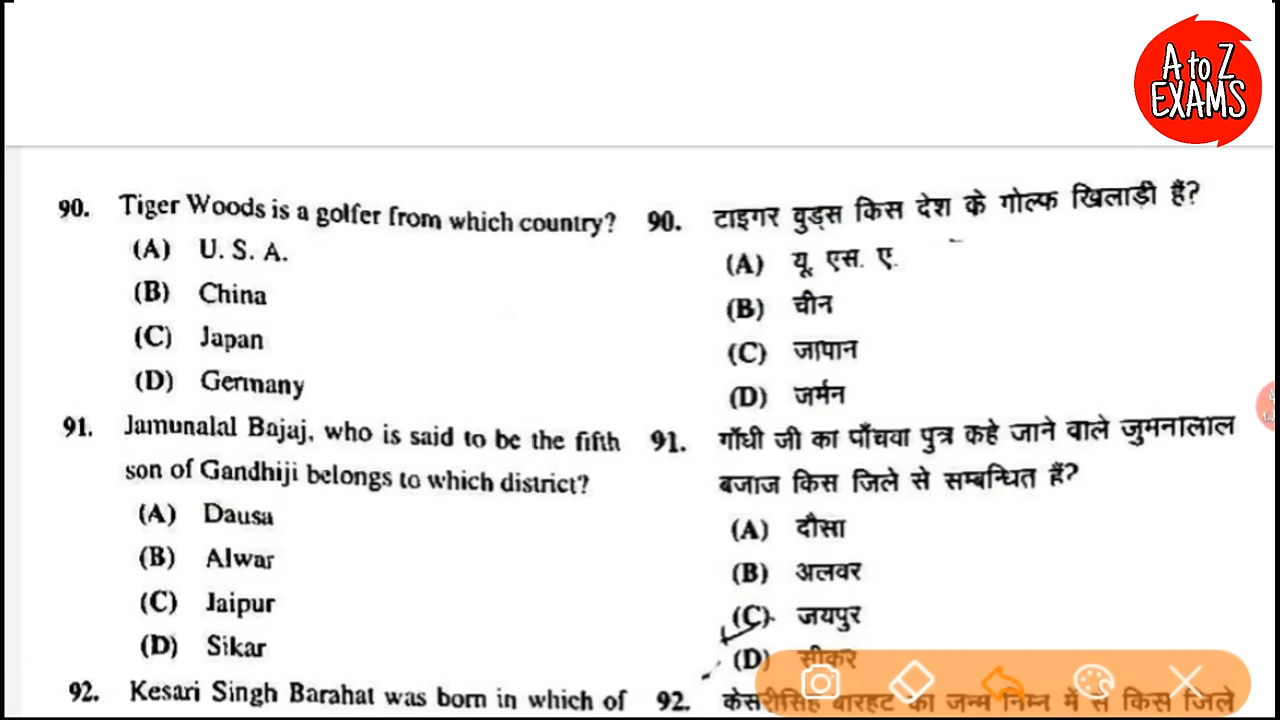 A to Z
EXAMS
90. Tiger Woods is a golfer from which country?
(A) U. S. A.
(B) China
(C) Japan
(D) Germany
91. Jamunalal Bajaj, who is said to be the fifth
son of Gandhiji belongs to which district?
(A) Dausa
(B) Alwar
(C) Jaipur
(D) Sikar
92. Kesari Singh Barahat was born in which of
90. टाइगर वुड्स किस देश के गोल्फ खिलाड़ी हैं?
(A) यू. एस. ए.
(B) चीन
(C) जापान
(D) जर्मन
91. गाँधी जी का पाँचवा पुत्र कहे जाने वाले जुमनालाल
बजाज किस जिले से सम्बन्धित हैं?
(A) दौसा
(B) अलवर
(C) जयपुर
(D) सीकर
92. केसरीसिंह बारहट का जन्म निम्न में से किस जिले